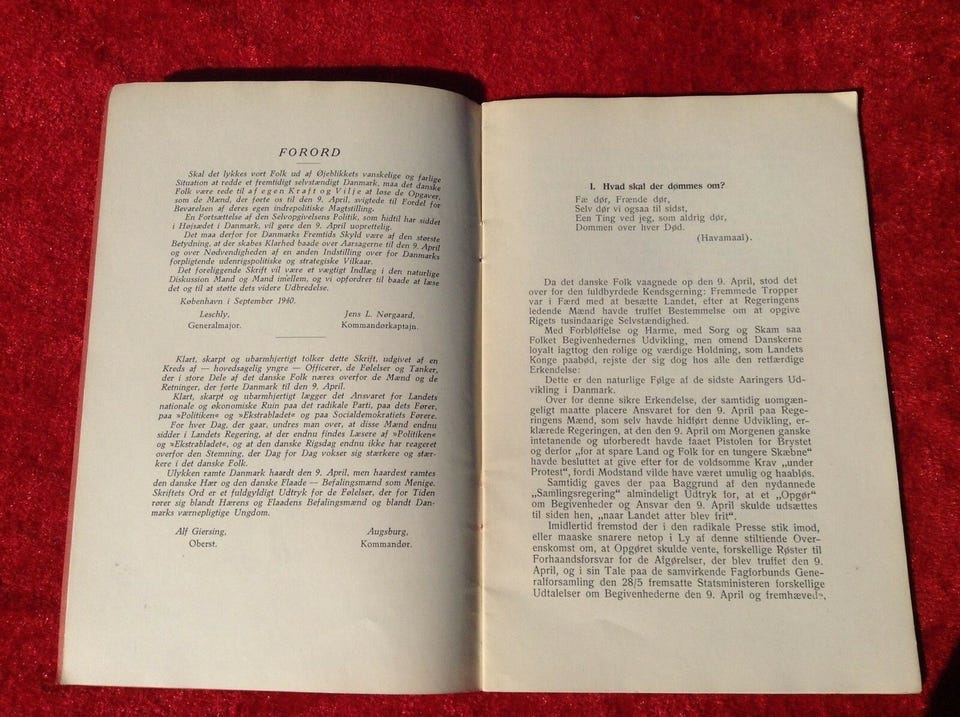 FORORD
Skal det lykkes vort Folk ud af Øjeblikkets vanskelige og farlige
Situation at redde et fremtidigt selvstændigt Danmark, maa det danske
Folk være rede til af egen Kraft og Vilje at løse de Opgaver,
som de Mænd, der førte os til den 9. April, svigtede til Fordel for
Bevarelsen af deres egen indrepolitiske Magtstilling.
En Fortsættelse af den Selvopgivelsens Politik, som hidtil har siddet
i Højsædet i Danmark, vil gøre den 9. April uoprettelig.
Det maa derfor for Danmarks Fremtids Skyld være af den største
Betydning, at der skabes Klarhed baade over Aarsagerne til den 9. April
og over Nødvendigheden af en anden Indstilling over for Danmarks
forpligtende udenrigspolitiske og strategiske Vilkaar.
Det foreliggende Skrift vil være et vægtigt Indlæg i den naturlige
Diskussion Mand og Mand imellem, og vi opfordrer til baade at læse
det og til at støtte dets videre Udbredelse.
København i September 1940.
Leschly, Jens L. Nørgaard,
Generalmajor. Kommandørkaptajn.
Klart, skarpt og ubarmhjertigt tolker dette Skrift, udgivet af en
Kreds af — hovedsagelig yngre — Officerer, de Følelser og Tanker,
der i store Dele af det danske Folk næres overfor de Mænd og de
Retninger, der førte Danmark til den 9. April.
Klart, skarpt og ubarmhjertigt lægger det Ansvaret for Landets
nationale og økonomiske Ruin paa det radikale Parti, paa dets Fører,
paa »Politiken« og »Ekstrabladet« og paa Socialdemokratiets Førere.
For hver Dag, der gaar, undres man over, at disse Mænd endnu
sidder i Landets Regering, at der endnu findes Læsere af »Politiken«
og »Ekstrabladet«, og at den danske Rigsdag endnu ikke har reageret
overfor den Stemning, der Dag for Dag vokser sig stærkere og stær-
kere i det danske Folk.
Ulykken ramte Danmark haardt den 9. April, men haardest ramtes
den danske Hær og den danske Flaade — Befalingsmænd som Menige.
Skriftets Ord er et fuldgyldigt Udtryk for de Følelser, der for Tiden
rører sig blandt Hærens og Flaadens Befalingsmænd og blandt Dan-
marks værnepligtige Ungdom.
Alf Giersing, Augsburg,
Oberst. Kommandør.
I. Hvad skal der dømmes om?
Fæ dør, Frænde dør,
Selv dør vi ogsaa til sidst,
Een Ting ved jeg, som aldrig dør,
Dommen over hver Død.
(Havamaal).
Da det danske Folk vaagnede op den 9. April, stod det
over for den fuldbyrdede Kendsgerning: Fremmede Tropper
var i Færd med at besætte Landet, efter at Regeringens
ledende Mænd havde truffet Bestemmelse om at opgive
Rigets tusindaarige Selvstændighed.
Med Forbløffelse og Harme, med Sorg og Skam saa
Folket Begivenhedernes Udvikling, men omend Danskerne
loyalt iagttog den rolige og værdige Holdning, som Landets
Konge paabød, rejste der sig dog hos alle den retfærdige
Erkendelse:
Dette er den naturlige Følge af de sidste Aaringers Ud-
vikling i Danmark.
Over for denne sikre Erkendelse, der samtidig uomgæn-
geligt maatte placere Ansvaret for den 9. April paa Rege-
ringens Mænd, som selv havde hidført denne Udvikling, er-
klærede Regeringen, at den den 9. April om Morgenen ganske
intetanende og uforberedt havde faaet Pistolen for Brystet
og derfor „for at spare Land og Folk for en tungere Skæbne“
havde besluttet at give efter for de voldsomme Krav „under
Protest“, fordi Modstand vilde have været umulig og haabløs.
Samtidig gaves der paa Baggrund af den nydannede
„Samlingsregering“ almindeligt Udtryk for, at et „Opgør“
om Begivenheder og Ansvar den 9. April skulde udsættes
til siden hen, „naar Landet atter blev frit“.
Imidlertid fremstod der i den radikale Presse stik imod,
eller maaske snarere netop i Ly af denne stiltiende Over-
enskomst om, at Opgøret skulde vente, forskellige Røster til
Forhaandsforsvar for de Afgørelser, der blev truffet den 9.
April, og i sin Tale paa de samvirkende Fagforbunds Gene-
ralforsamling den 28/5 fremsatte Statsministeren forskellige
Udtalelser om Begivenhederne den 9. April og fremhævede,